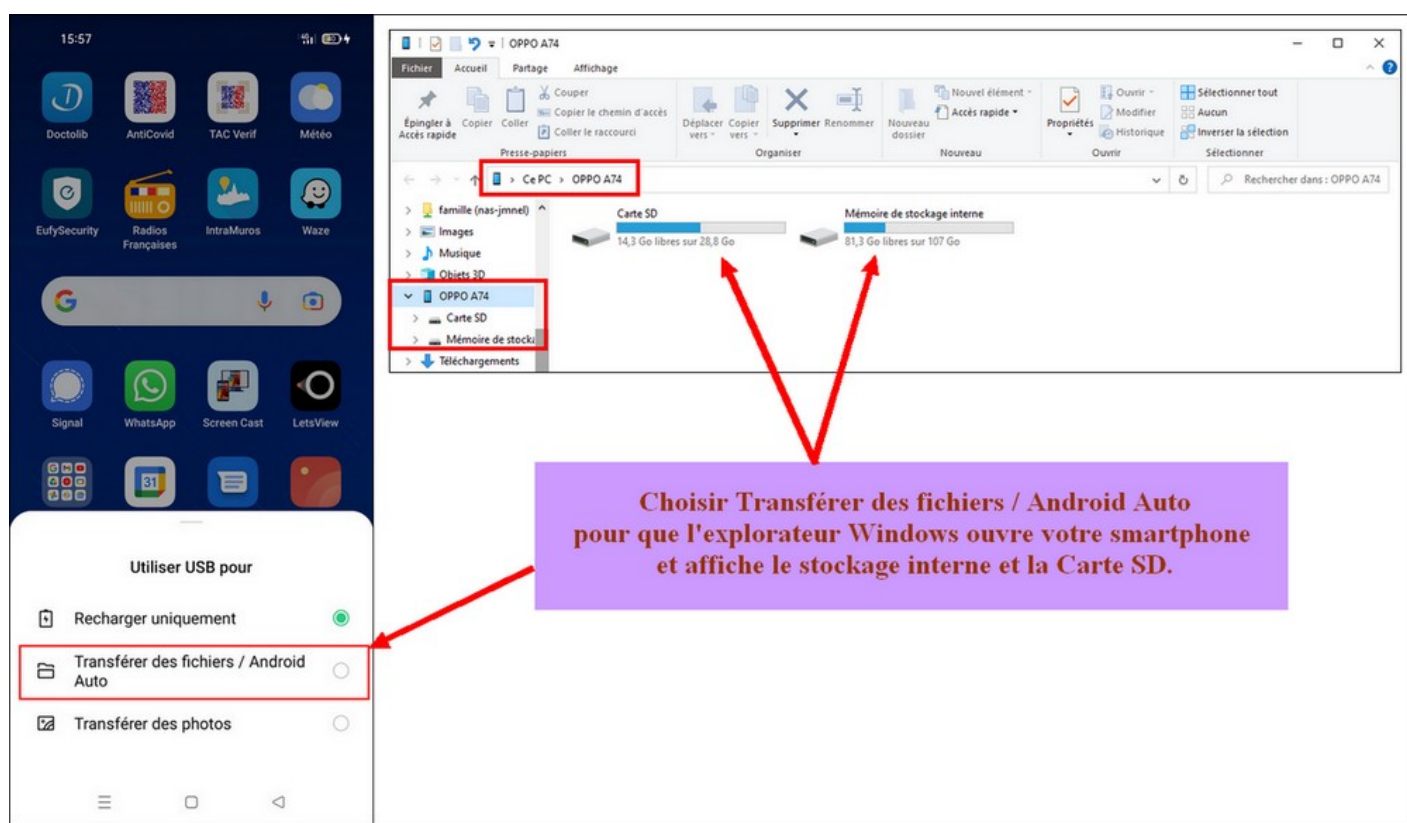 15:57
Doctolib
AntiCovid
TAC Verif
Météo
EufySecurity
Radios
Françaises
IntraMuros
Waze
Signal
WhatsApp
Screen Cast
LetsView
31
Utiliser USB pour
Recharger uniquement
Transférer des fichiers / Android
Auto
Transférer des photos
OPPO A74
Fichier
Accueil
Partage
Affichage
Épingler à
Accès rapide
Copier
Coller
Couper
Copier le chemin d'accès
Coller le raccourci
Presse-papiers
Déplacer
vers
Copier
vers
Supprimer
Renommer
Organiser
Nouveau
dossier
Nouvel élément
Accès rapide
Nouveau
Propriétés
Ouvrir
Modifier
Historique
Ouvrir
Sélectionner tout
Aucun
Inverser la sélection
Sélectionner
Ce PC > OPPO A74
Rechercher dans : OPPO A74
famille (nas-jmnel)
Images
Musique
Objets 3D
OPPO A74
Carte SD
Mémoire de stocka
Téléchargements
Carte SD
14,3 Go libres sur 28,8 Go
Mémoire de stockage interne
81,3 Go libres sur 107 Go
Choisir Transférer des fichiers / Android Auto
pour que l'explorateur Windows ouvre votre smartphone
et affiche le stockage interne et la Carte SD.